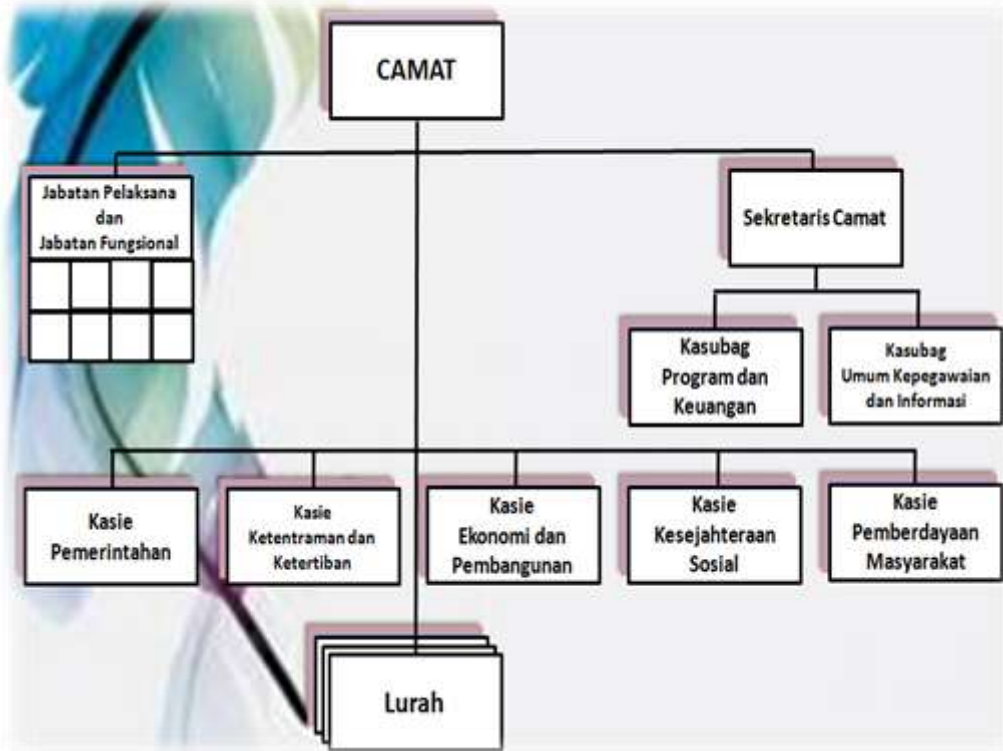 CAMAT
Jabatan Pelaksana
dan
Jabatan Fungsional
Sekretaris Camat
Kasubag
Program dan
Keuangan
Kasubag
Umum Kepegawaian
dan Informasi
Kasie
Pemerintahan
Kasie
Ketentraman dan
Ketertiban
Kasie
Ekonomi dan
Pembangunan
Kasie
Kesejahteraan
Sosial
Kasie
Pemberdayaan
Masyarakat
Lurah